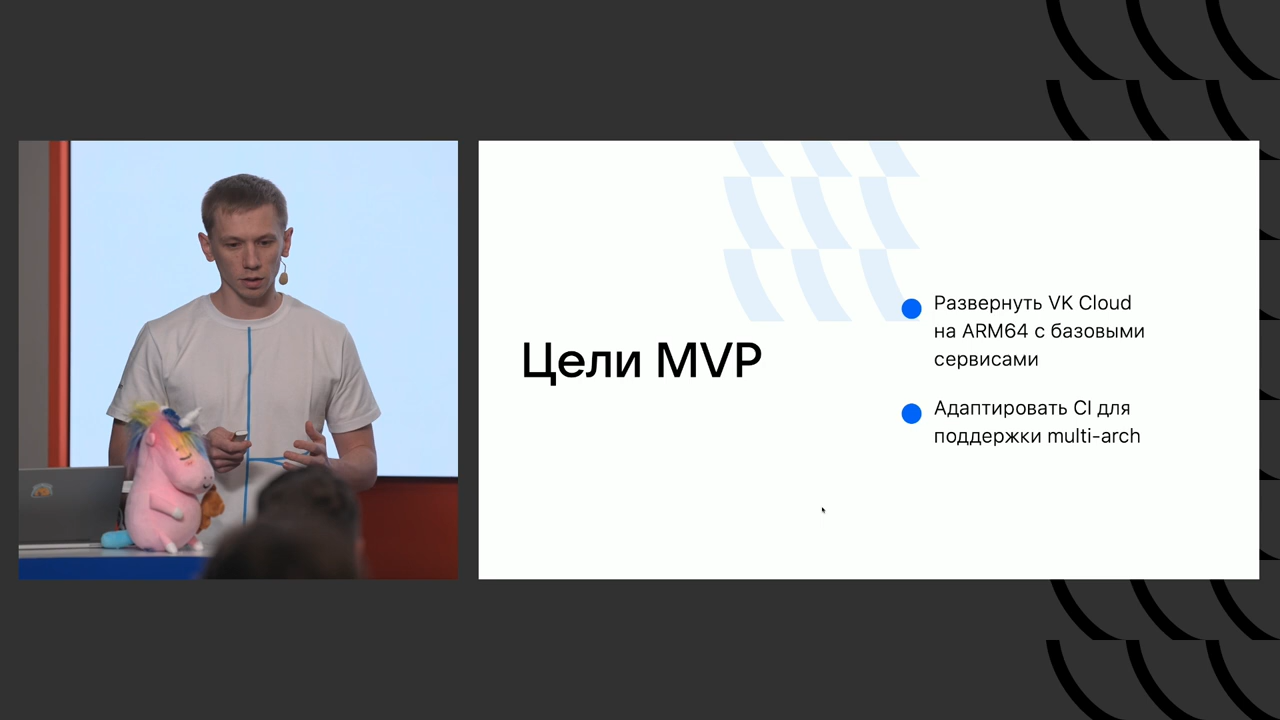 Цели MVP
Развернуть VK Cloud
на ARM64 с базовыми
сервисами
Адаптировать CI для
поддержки multi-arch